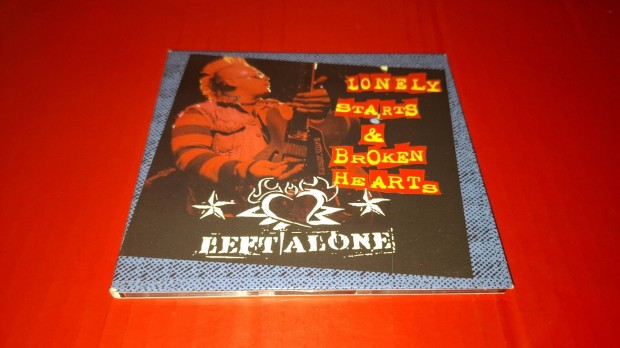 LONELY
STARTS
&
BROKEN
HEARTS
LEFT ALONE